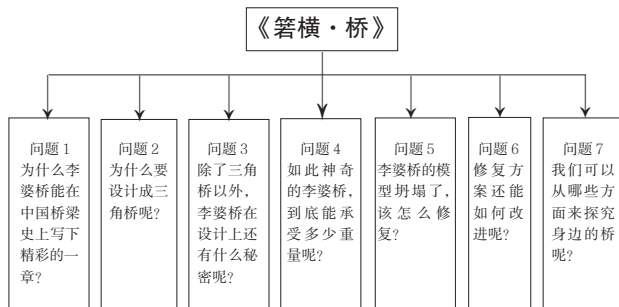 《箬横·桥》
问题1
为什么李
婆桥能在
中国桥梁
史上写下
精彩的一
章?
问题2
为什么要
设计成三
角桥呢?
问题3
除了三角
桥以外，
李婆桥在
设计上还
有什么秘
密呢?
问题4
如此神奇
的李婆桥，
到底能承
受多少重
量呢?
问题5
李婆桥的模
型坍塌了，
该怎么修
复?
问题6
修复方
案还能
如何改
进呢?
问题7
我们可以
从哪些方
面来探究
身边的桥
呢?